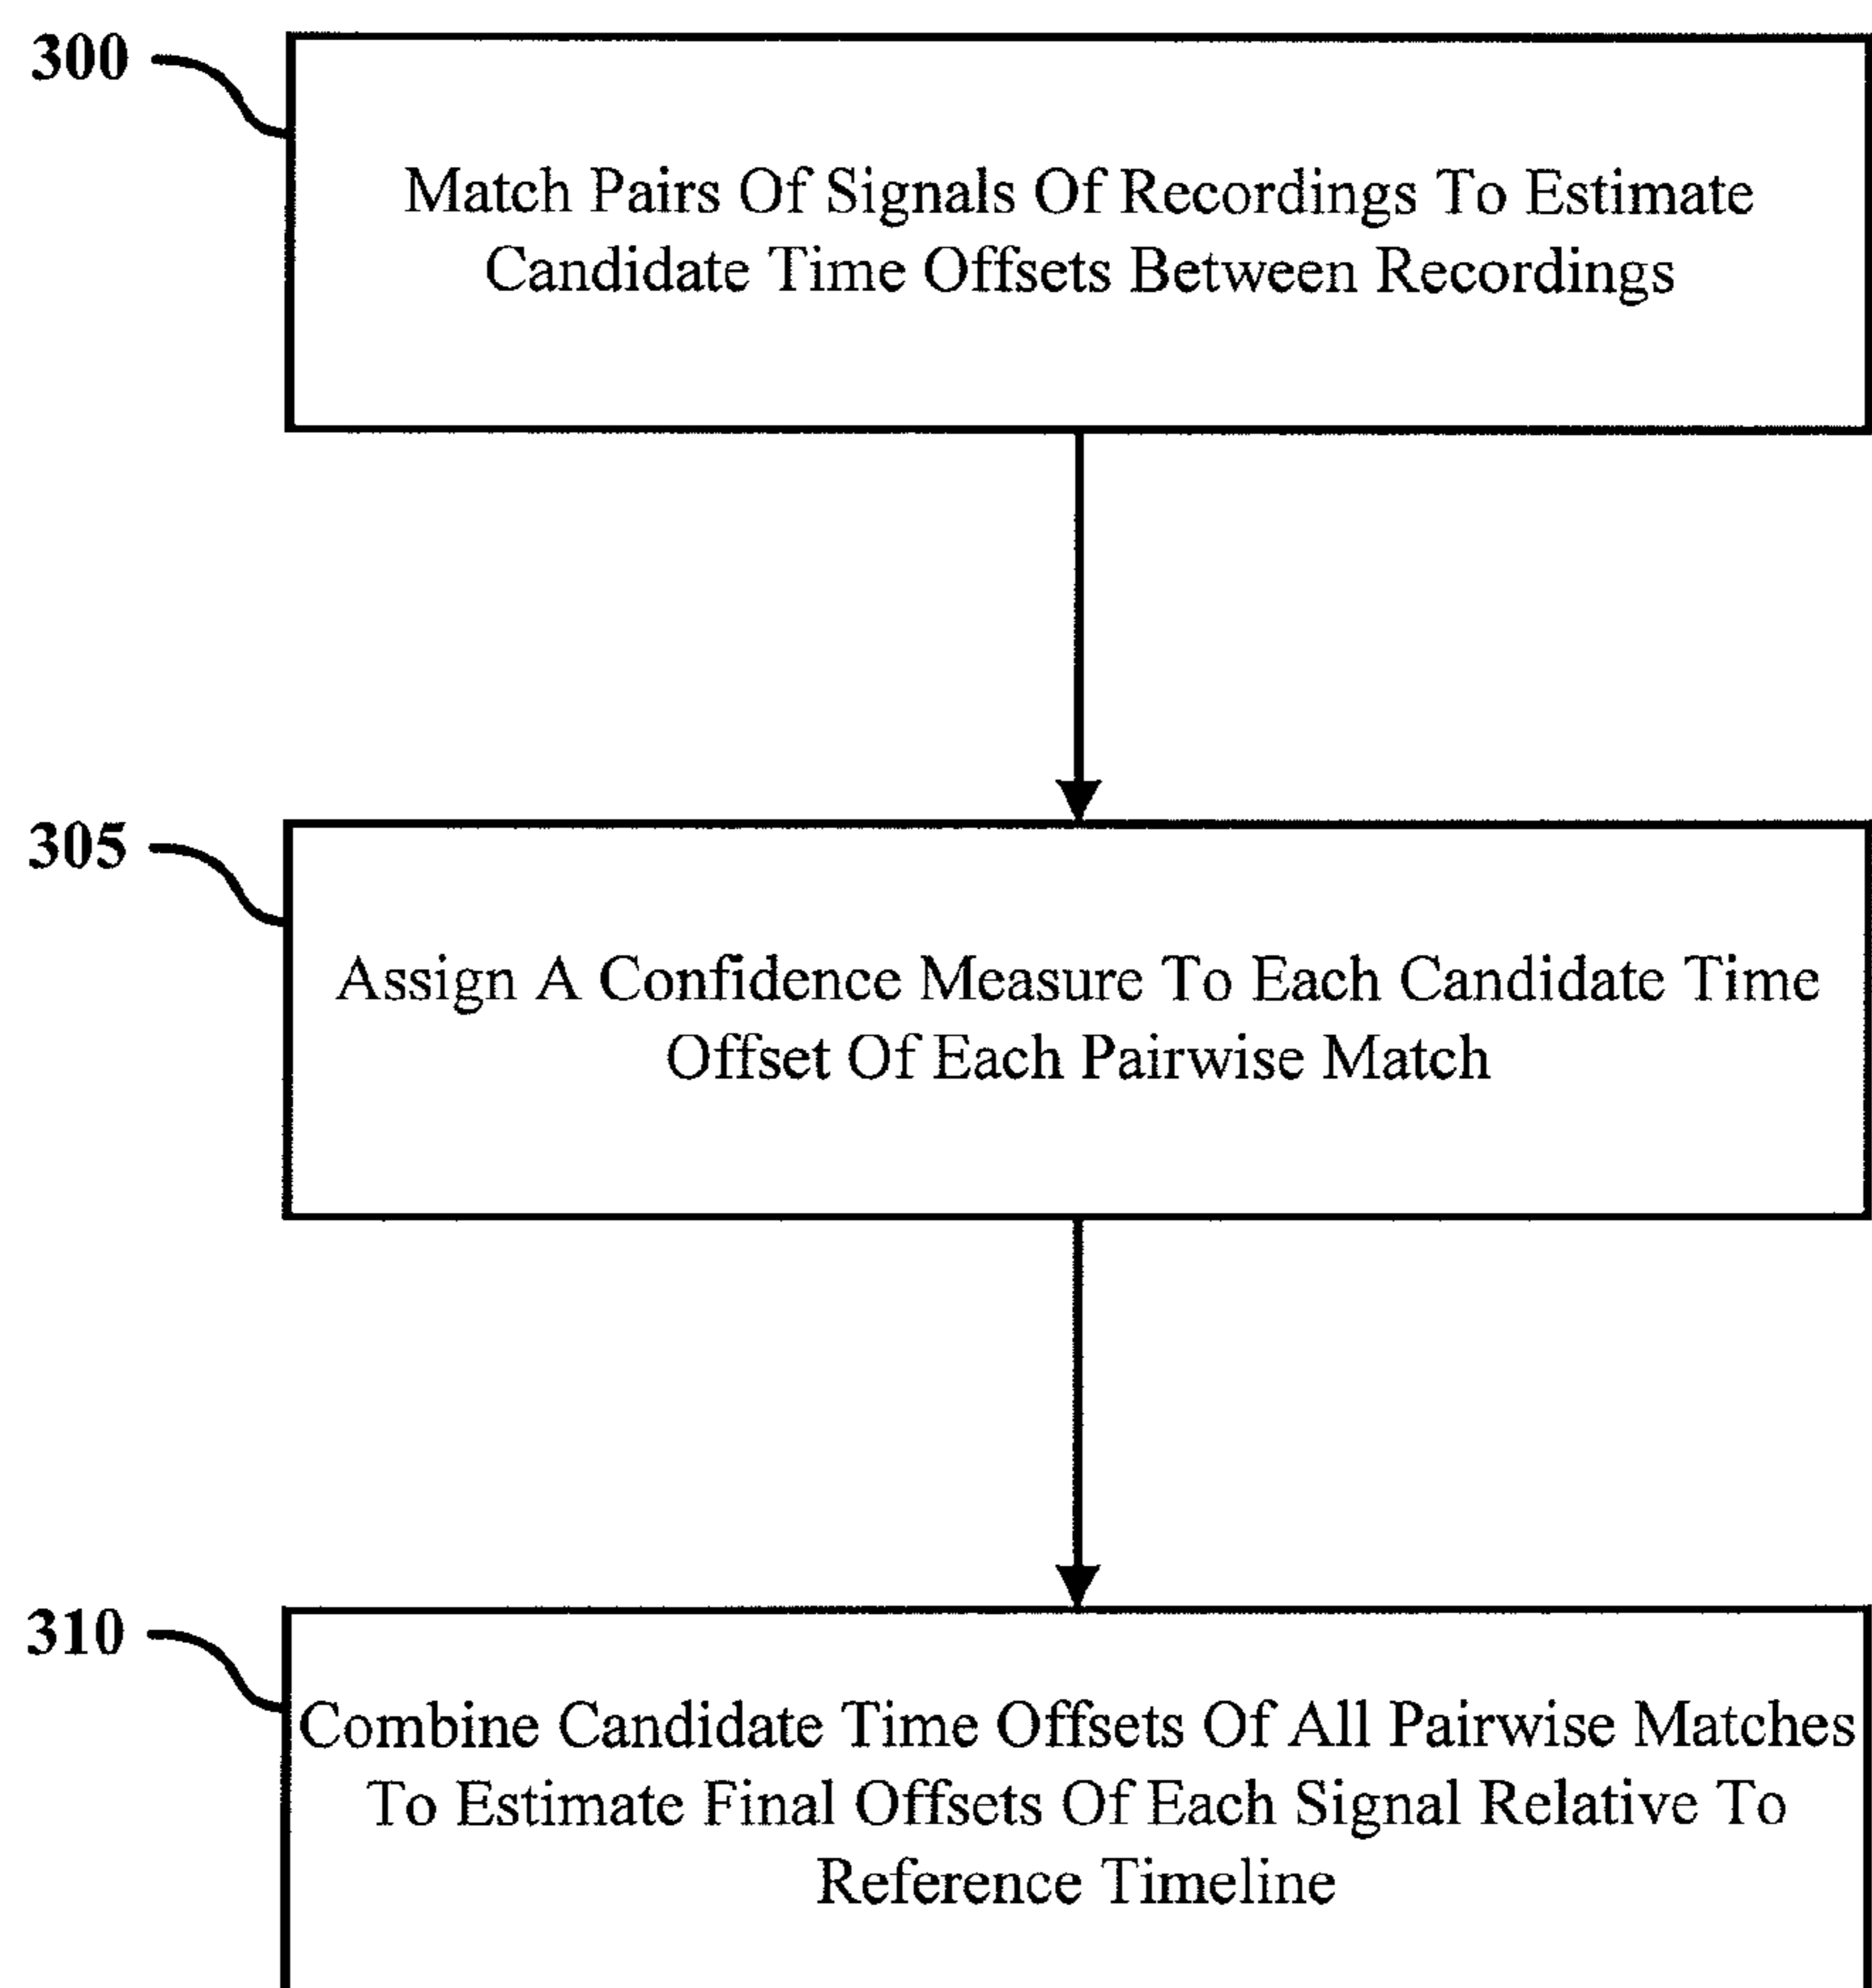 300
Match Pairs Of Signals Of Recordings To Estimate
Candidate Time Offsets Between Recordings
305
Assign A Confidence Measure To Each Candidate Time
Offset Of Each Pairwise Match
310
Combine Candidate Time Offsets Of All Pairwise Matches
To Estimate Final Offsets Of Each Signal Relative To
Reference Timeline